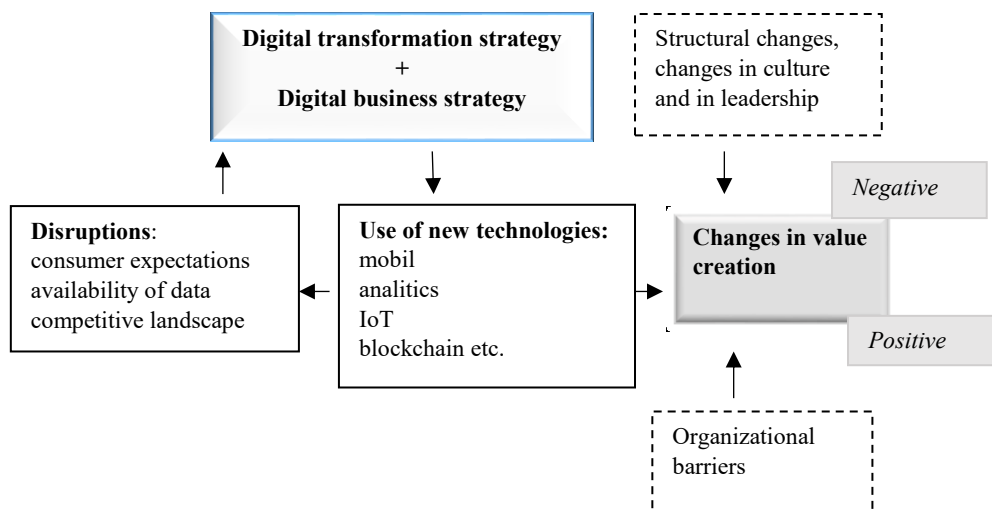 Digital transformation strategy
+
Digital business strategy
Structural changes,
changes in culture
and in leadership
Negative
Disruptions:
consumer expectations
availability of data
competitive landscape
Use of new technologies:
mobil
analitics
IoT
blockchain etc.
Changes in value
creation
Positive
Organizational
barriers